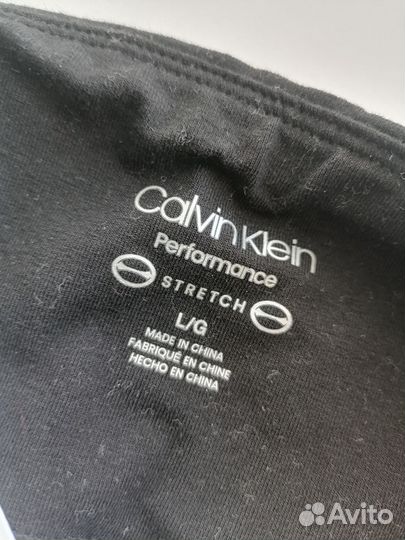 Calvin Klein
Performance
STRETCH
L/G
MADE IN CHINA
FABRIQUÉ EN CHINE
HECHO EN CHINA
Avito